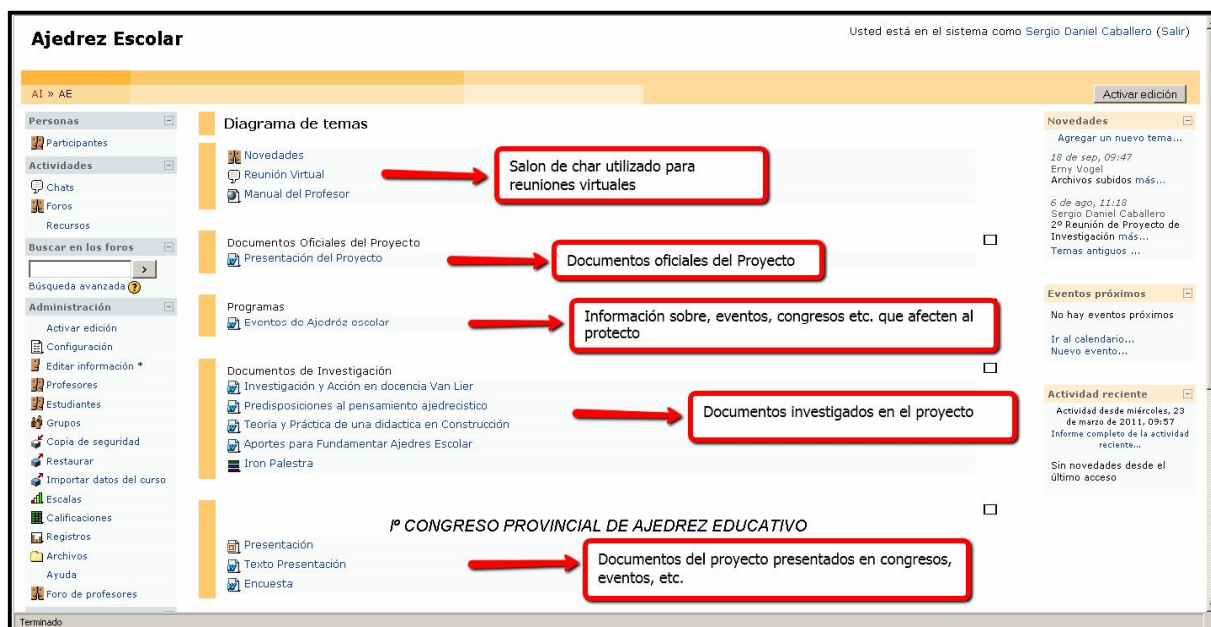 Ajedrez Escolar
Usted está en el sistema como Sergio Daniel Caballero (Salir)
AI » AE
Activar edición
Personas
Participantes
Actividades
Chats
Foros
Recursos
Buscar en los foros
>
Búsqueda avanzada ?
Administración
Activar edición
Configuración
Editar información *
Profesores
Estudiantes
Grupos
Copia de seguridad
Restaurar
Importar datos del curso
Escalas
Calificaciones
Registros
Archivos
Ayuda
Foro de profesores
Diagrama de temas
Novedades
Reunión Virtual
Manual del Profesor
Salon de char utilizado para
reuniones virtuales
Documentos Oficiales del Proyecto
Presentación del Proyecto
Documentos oficiales del Proyecto
Programas
Eventos de Ajedréz escolar
Información sobre, eventos, congresos etc. que afecten al
protecto
Documentos de Investigación
Investigación y Acción en docencia Van Lier
Predisposiciones al pensamiento ajedrecistico
Teoría y Práctica de una didactica en Construcción
Aportes para Fundamentar Ajedres Escolar
Iron Palestra
Documentos investigados en el proyecto
Iº CONGRESO PROVINCIAL DE AJEDREZ EDUCATIVO
Presentación
Texto Presentación
Encuesta
Documentos del proyecto presentados en congresos,
eventos, etc.
Novedades
Agregar un nuevo tema...
18 de sep, 09:47
Erny Vogel
Archivos subidos más...
6 de ago, 11:18
Sergio Daniel Caballero
2º Reunión de Proyecto de
Investigación más...
Temas antiguos ...
Eventos próximos
No hay eventos próximos
Ir al calendario...
Nuevo evento...
Actividad reciente
Actividad desde miércoles, 23
de marzo de 2011, 09:57
Informe completo de la actividad
reciente...
Sin novedades desde el
último acceso
Terminado